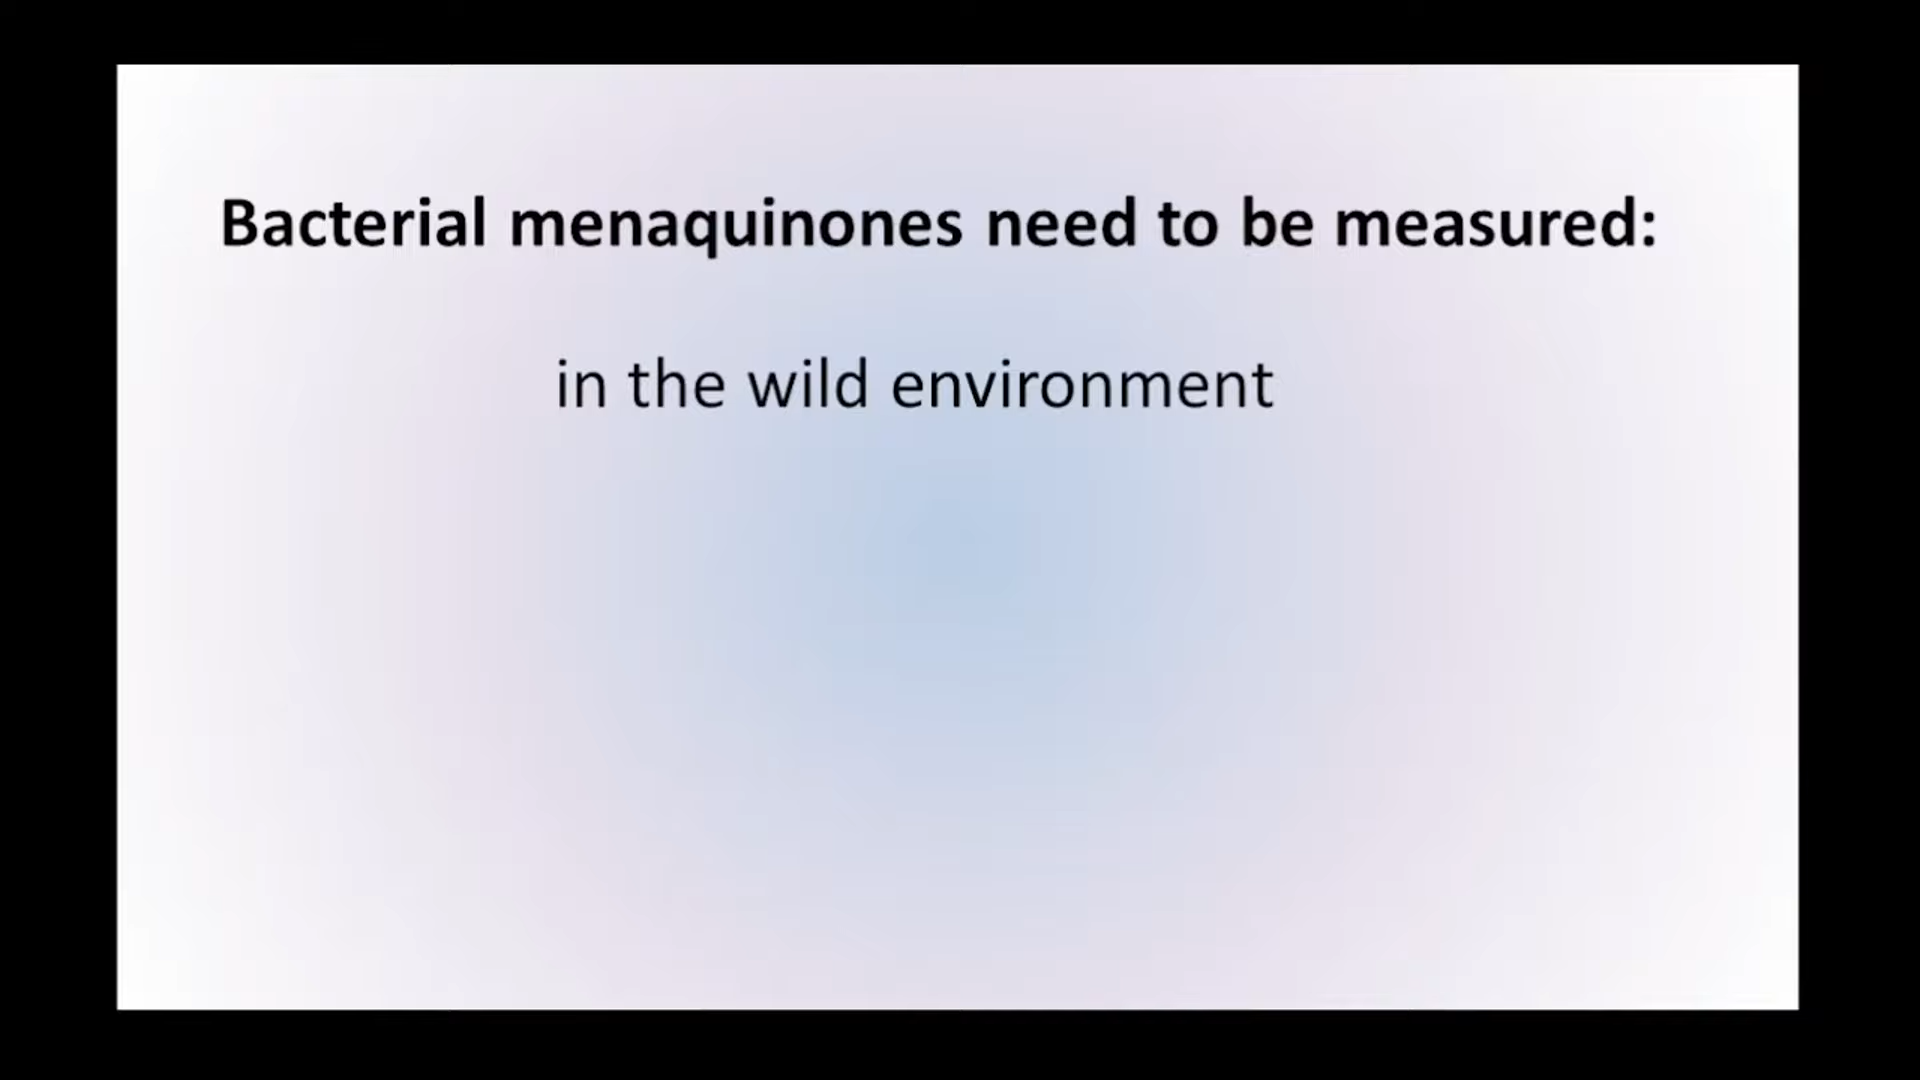 Bacterial menaquinones need to be measured:
in the wild environment